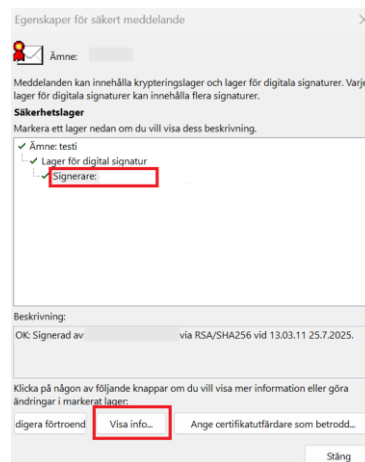 Egenskaper för säkert meddelande
Ämne:
Meddelanden kan innehålla krypteringslager och lager för digitala signaturer. Varje
lager för digitala signaturer kan innehålla flera signaturer.
Säkerhetslager
Markera ett lager nedan om du vill visa dess beskrivning.
Ämne: testi
Lager för digital signatur
Signerare:
Beskrivning:
OK: Signerad av via RSA/SHA256 vid 13.03.11 25.7.2025.
Klicka på någon av följande knappar om du vill visa mer information eller göra
ändringar i markerat lager:
digera förtroend Visa info... Ange certifikatutfärdare som betrodd...
Stäng